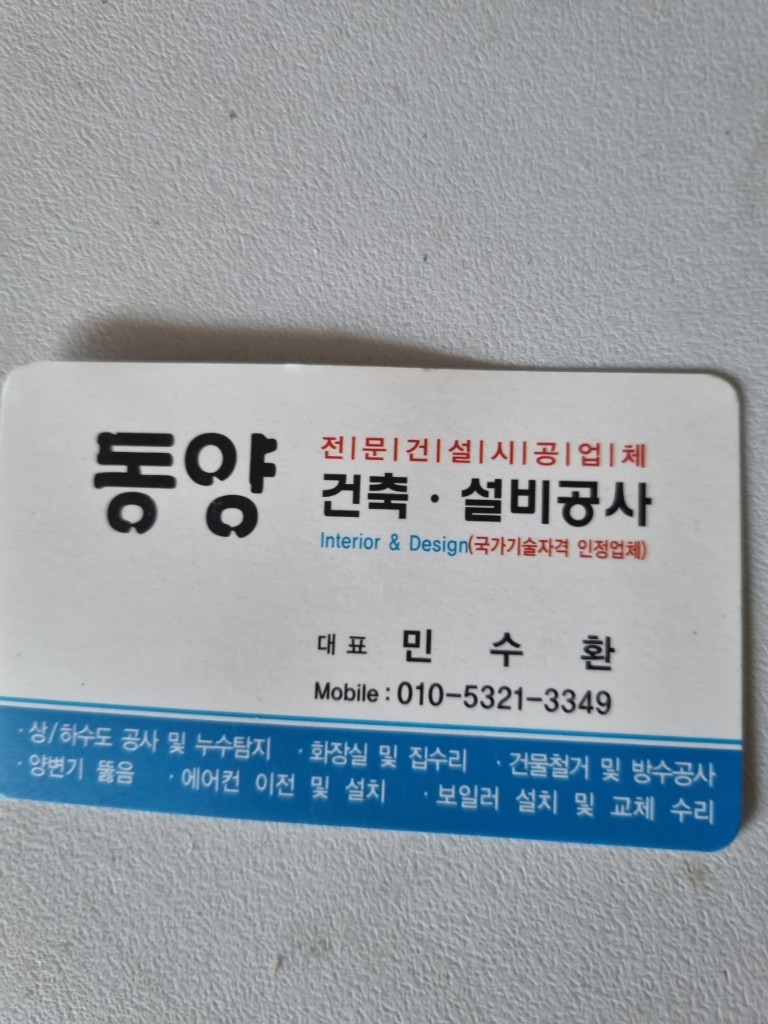 동양
전|문|건|설|시|공|업|체
건축 · 설비공사
Interior & Design(국가기술자격 인정업체)
대표 민 수 환
Mobile : 010-5321-3349
· 상/하수도 공사 및 누수탐지 · 화장실 및 집수리 · 건물철거 및 방수공사
· 양변기 뚫음 · 에어컨 이전 및 설치 · 보일러 설치 및 교체 수리